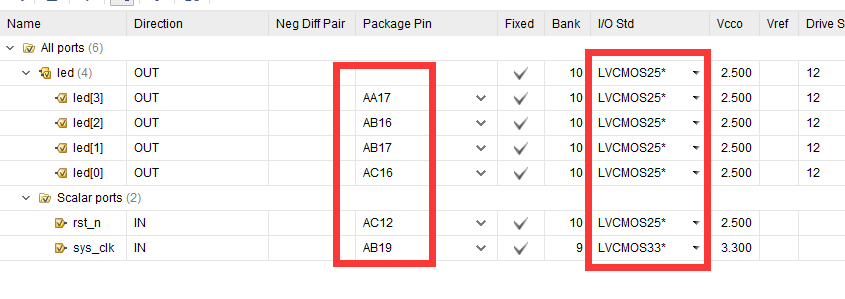 Name Direction Neg Diff Pair Package Pin Fixed Bank I/O Std Vcco Vref Drive S
All ports (6)
led (4) OUT 10 LVCMOS25* 2.500 12
led[3] OUT AA17 10 LVCMOS25* 2.500 12
led[2] OUT AB16 10 LVCMOS25* 2.500 12
led[1] OUT AB17 10 LVCMOS25* 2.500 12
led[0] OUT AC16 10 LVCMOS25* 2.500 12
Scalar ports (2)
rst_n IN AC12 10 LVCMOS25* 2.500
sys_clk IN AB19 9 LVCMOS33* 3.300